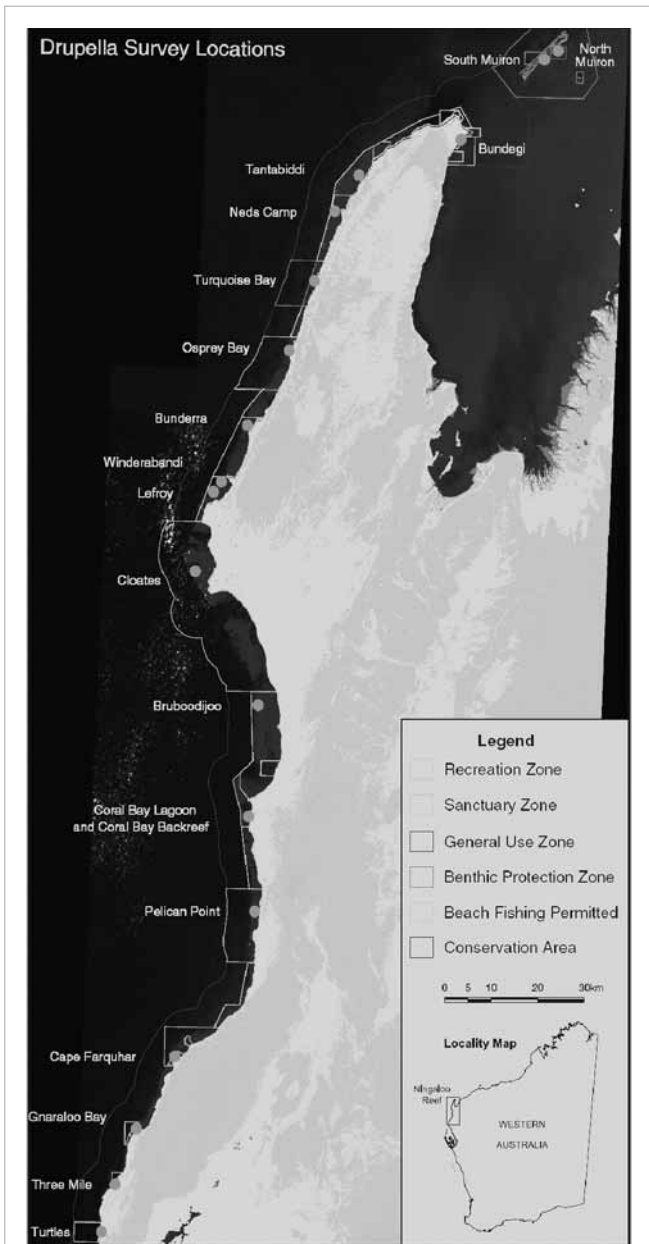 Drupella Survey Locations
South Muiron
North
Muiron
Bundegi
Tantabiddi
Neds Camp
Turquoise Bay
Osprey Bay
Bunderra
Winderabandi
Lefroy
Cloates
Bruboodijoo
Coral Bay Lagoon
and Coral Bay Backreef
Pelican Point
Cape Farquhar
Gnaraloo Bay
Three Mile
Turtles
Legend
Recreation Zone
Sanctuary Zone
General Use Zone
Benthic Protection Zone
Beach Fishing Permitted
Conservation Area
0 5 10 20 30km
Locality Map
Ningaloo
Reef
WESTERN
AUSTRALIA